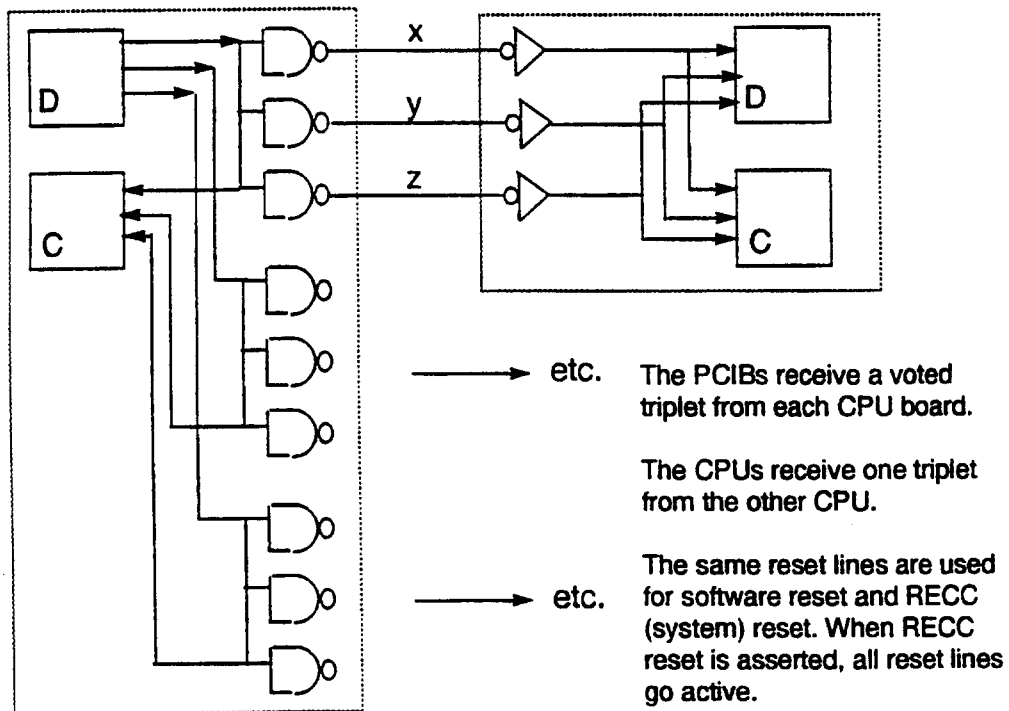 x
D
y
D
z
C
C
etc.
The PCIBs receive a voted
triplet from each CPU board.
The CPUs receive one triplet
from the other CPU.
etc.
The same reset lines are used
for software reset and RECC
(system) reset. When RECC
reset is asserted, all reset lines
go active.